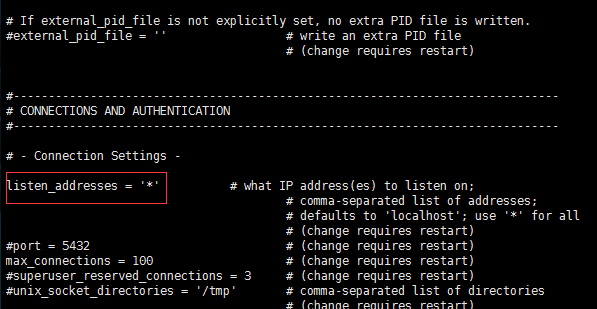 # If external_pid_file is not explicitly set, no extra PID file is written.
#external_pid_file = '' # write an extra PID file
# (change requires restart)
#------------------------------------------------------------------------------
# CONNECTIONS AND AUTHENTICATION
#------------------------------------------------------------------------------
# - Connection Settings -
listen_addresses = '*' # what IP address(es) to listen on;
# comma-separated list of addresses;
# defaults to 'localhost'; use '*' for all
# (change requires restart)
#port = 5432 # (change requires restart)
max_connections = 100 # (change requires restart)
#superuser_reserved_connections = 3 # (change requires restart)
#unix_socket_directories = '/tmp' # comma-separated list of directories
# (change requires restart)